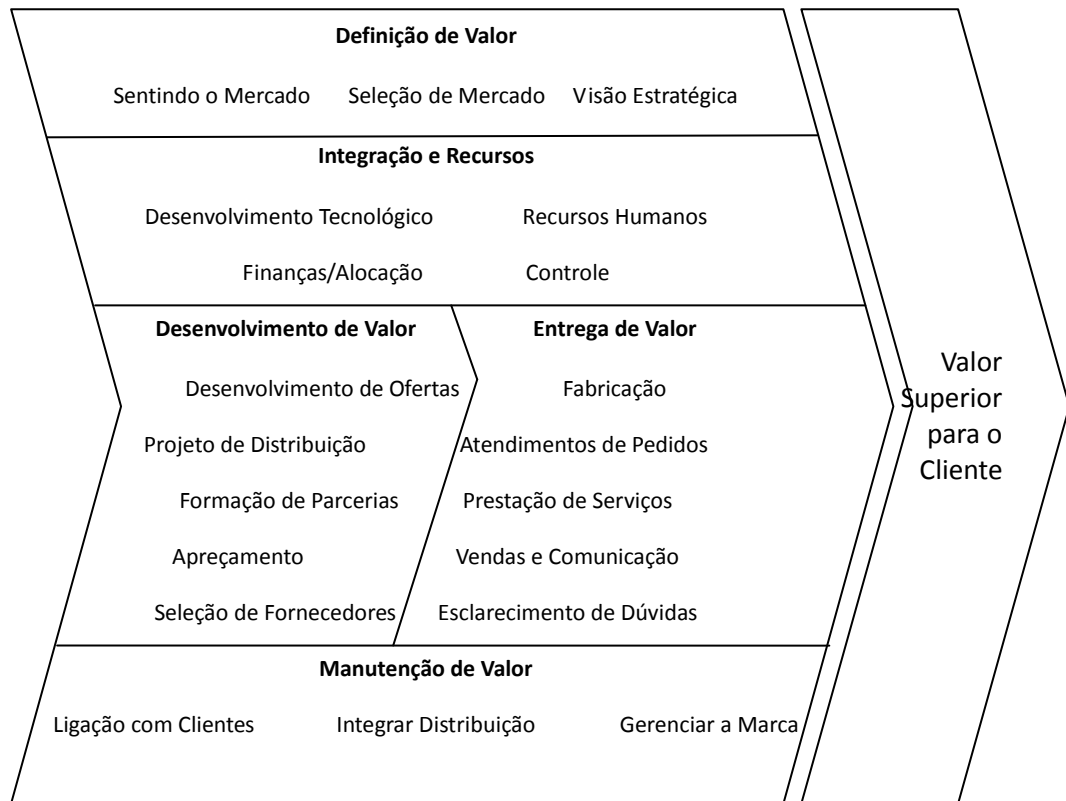 Definição de Valor
Sentindo o Mercado Seleção de Mercado Visão Estratégica
Integração e Recursos
Desenvolvimento Tecnológico Recursos Humanos
Finanças/Alocação Controle
Desenvolvimento de Valor
Desenvolvimento de Ofertas
Projeto de Distribuição
Formação de Parcerias
Apreçamento
Seleção de Fornecedores
Entrega de Valor
Fabricação
Atendimentos de Pedidos
Prestação de Serviços
Vendas e Comunicação
Esclarecimento de Dúvidas
Manutenção de Valor
Ligação com Clientes Integrar Distribuição Gerenciar a Marca
Valor
Superior
para o
Cliente